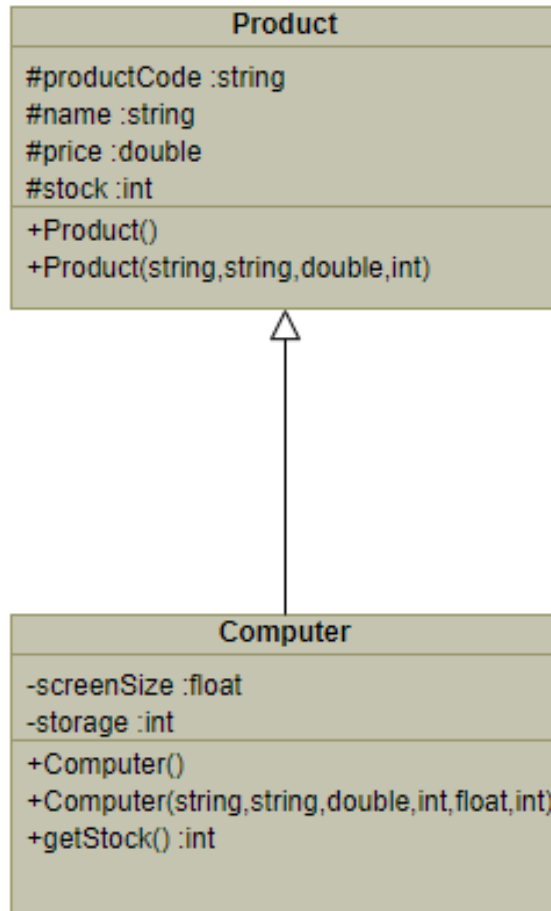 Product
#productCode :string
#name :string
#price :double
#stock :int
+Product()
+Product(string,string,double,int)
Computer
-screenSize :float
-storage :int
+Computer()
+Computer(string,string,double,int,float,int)
+getStock() :int